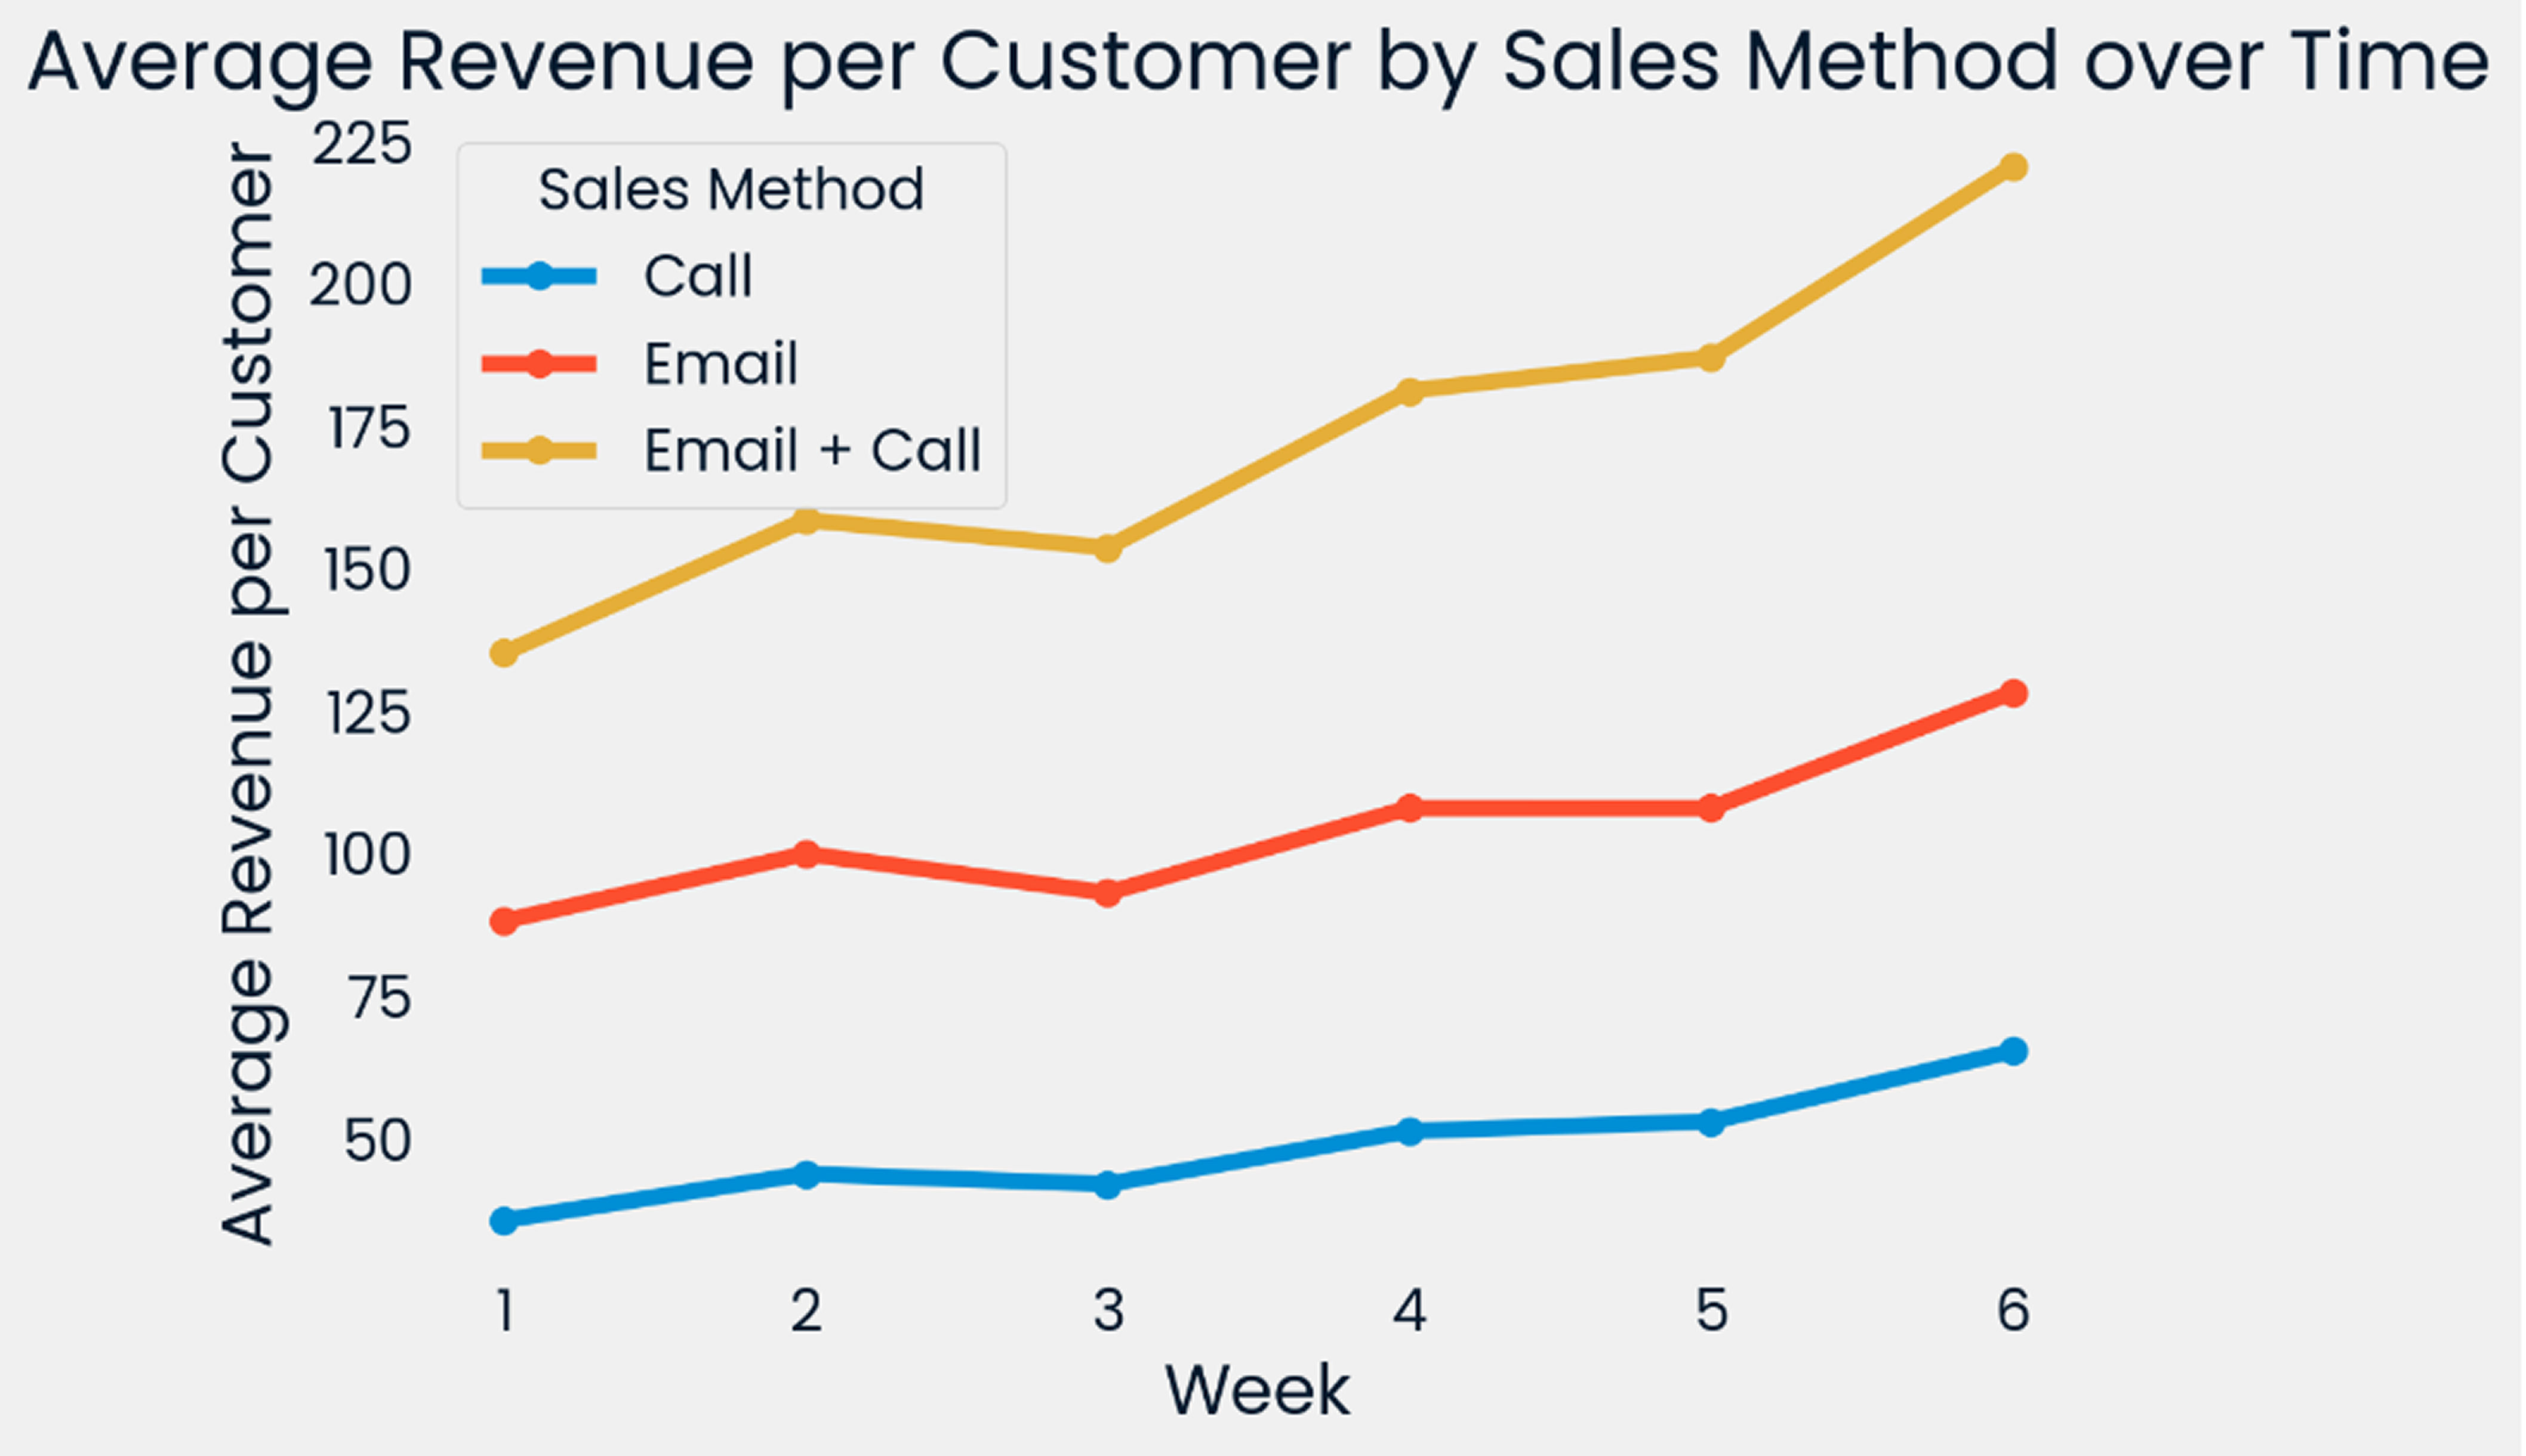 Average Revenue per Customer by Sales Method over Time
Average Revenue per Customer
225
200
175
150
125
100
75
50
Sales Method
Call
Email
Email + Call
1 2 3 4 5 6
Week